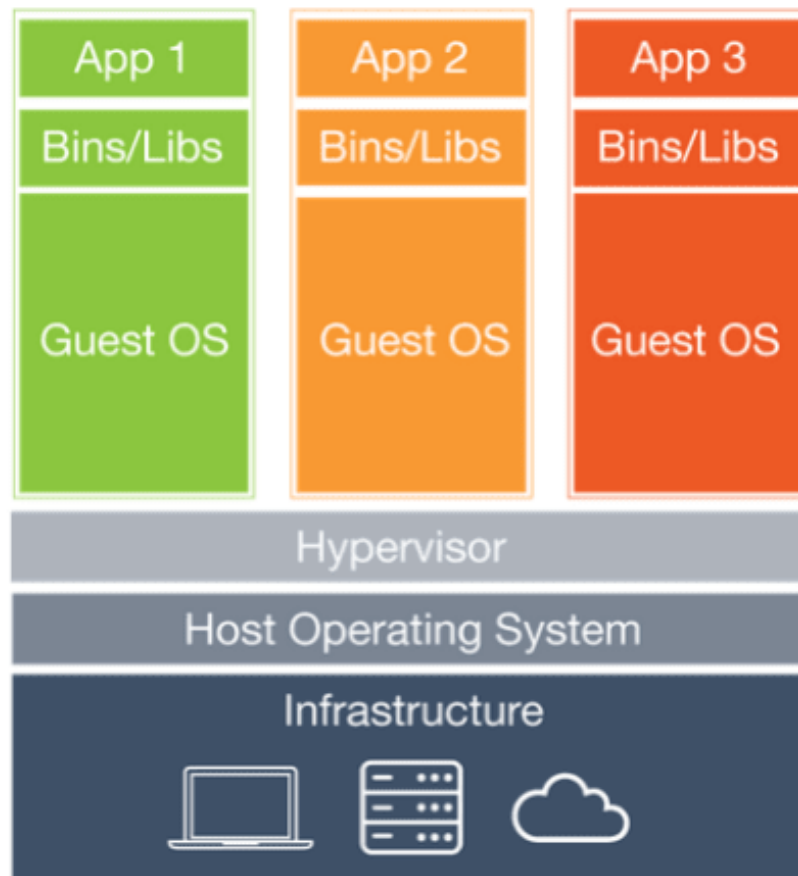 App 1
App 2
App 3
Bins/Libs
Bins/Libs
Bins/Libs
Guest OS
Guest OS
Guest OS
Hypervisor
Host Operating System
Infrastructure